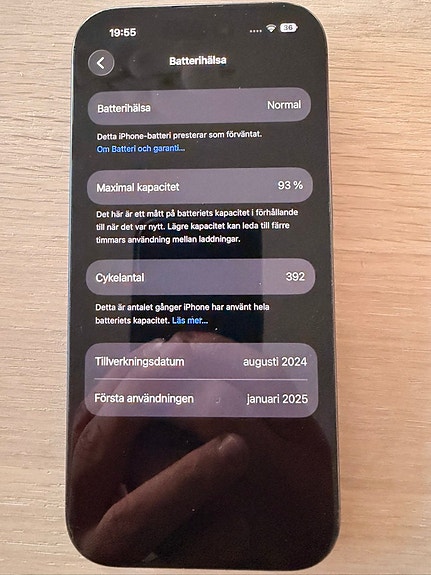 19:55
36
Batterihälsa
Batterihälsa Normal
Detta iPhone-batteri presterar som förväntat.
Om Batteri och garanti...
Maximal kapacitet 93 %
Det här är ett mått på batteriets kapacitet i förhållande
till när det var nytt. Lägre kapacitet kan leda till färre
timmars användning mellan laddningar.
Cykelantal 392
Detta är antalet gånger iPhone har använt hela
batteriets kapacitet. Läs mer...
Tillverkningsdatum augusti 2024
Första användningen januari 2025